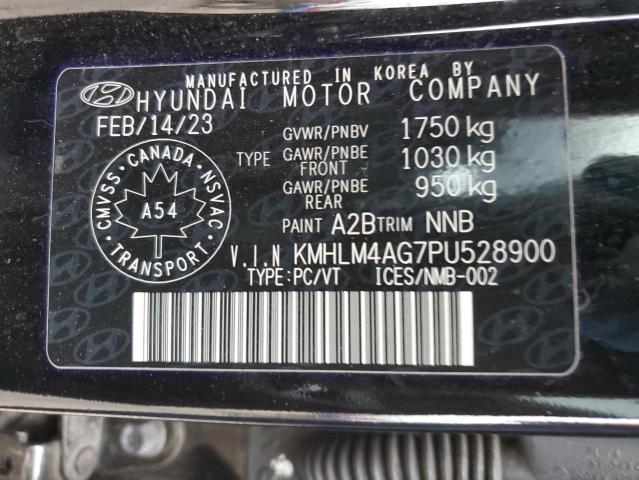 MANUFACTURED IN KOREA BY
HYUNDAI MOTOR COMPANY
FEB/14/23
GVWR/PNBV 1750 kg
TYPE GAWR/PNBE FRONT 1030 kg
GAWR/PNBE REAR 950 kg
CANADA
CMVSS NSVAC
A54
TRANSPORT
PAINT A2B TRIM NNB
V.I.N KMHLM4AG7PU528900
TYPE:PC/VT ICES/NMB-002